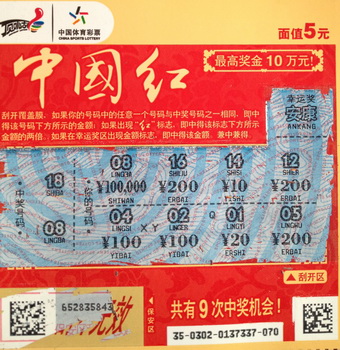 顶呱刮
中国体育彩票
CHINA SPORTS LOTTERY
面值5元
中國红
最高奖金10万元!
刮开覆盖膜,如果你的号码中的任意一个号码与中奖号码之一相同,即中
得该号码下方所示的金额;如果出现“红”标志,即中得该标志下方所示
的金额的两倍。如果在幸运区出现金额标志,即中得该金额。兼中兼得。
幸运奖
安康
ANKANG
中奖号码
18
SHIBA
08
LINGBA
你的号码
08 16 14 12
LINGBA SHILIU SHISI SHIER
¥100,000 ¥200 ¥10 ¥200
SHIWAN ERBAI YISHI ERBAI
04 02 01 05
LINGSI XY LINGER LINGYI LINGWU
¥100 ¥100 ¥20 ¥200
YIBAI YIBAI ERSHI ERBAI
▲刮开区
652835843
无效
◀保安区
共有9次中奖机会!
35-0302-0137337-070